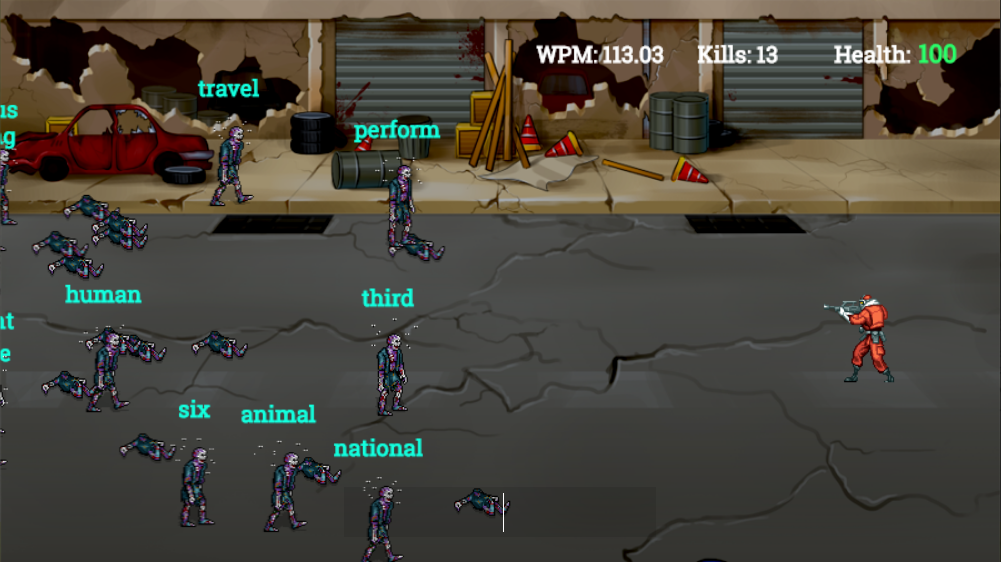 WPM: 113.03 Kills: 13 Health: 100
travel
perform
human
third
six
animal
national